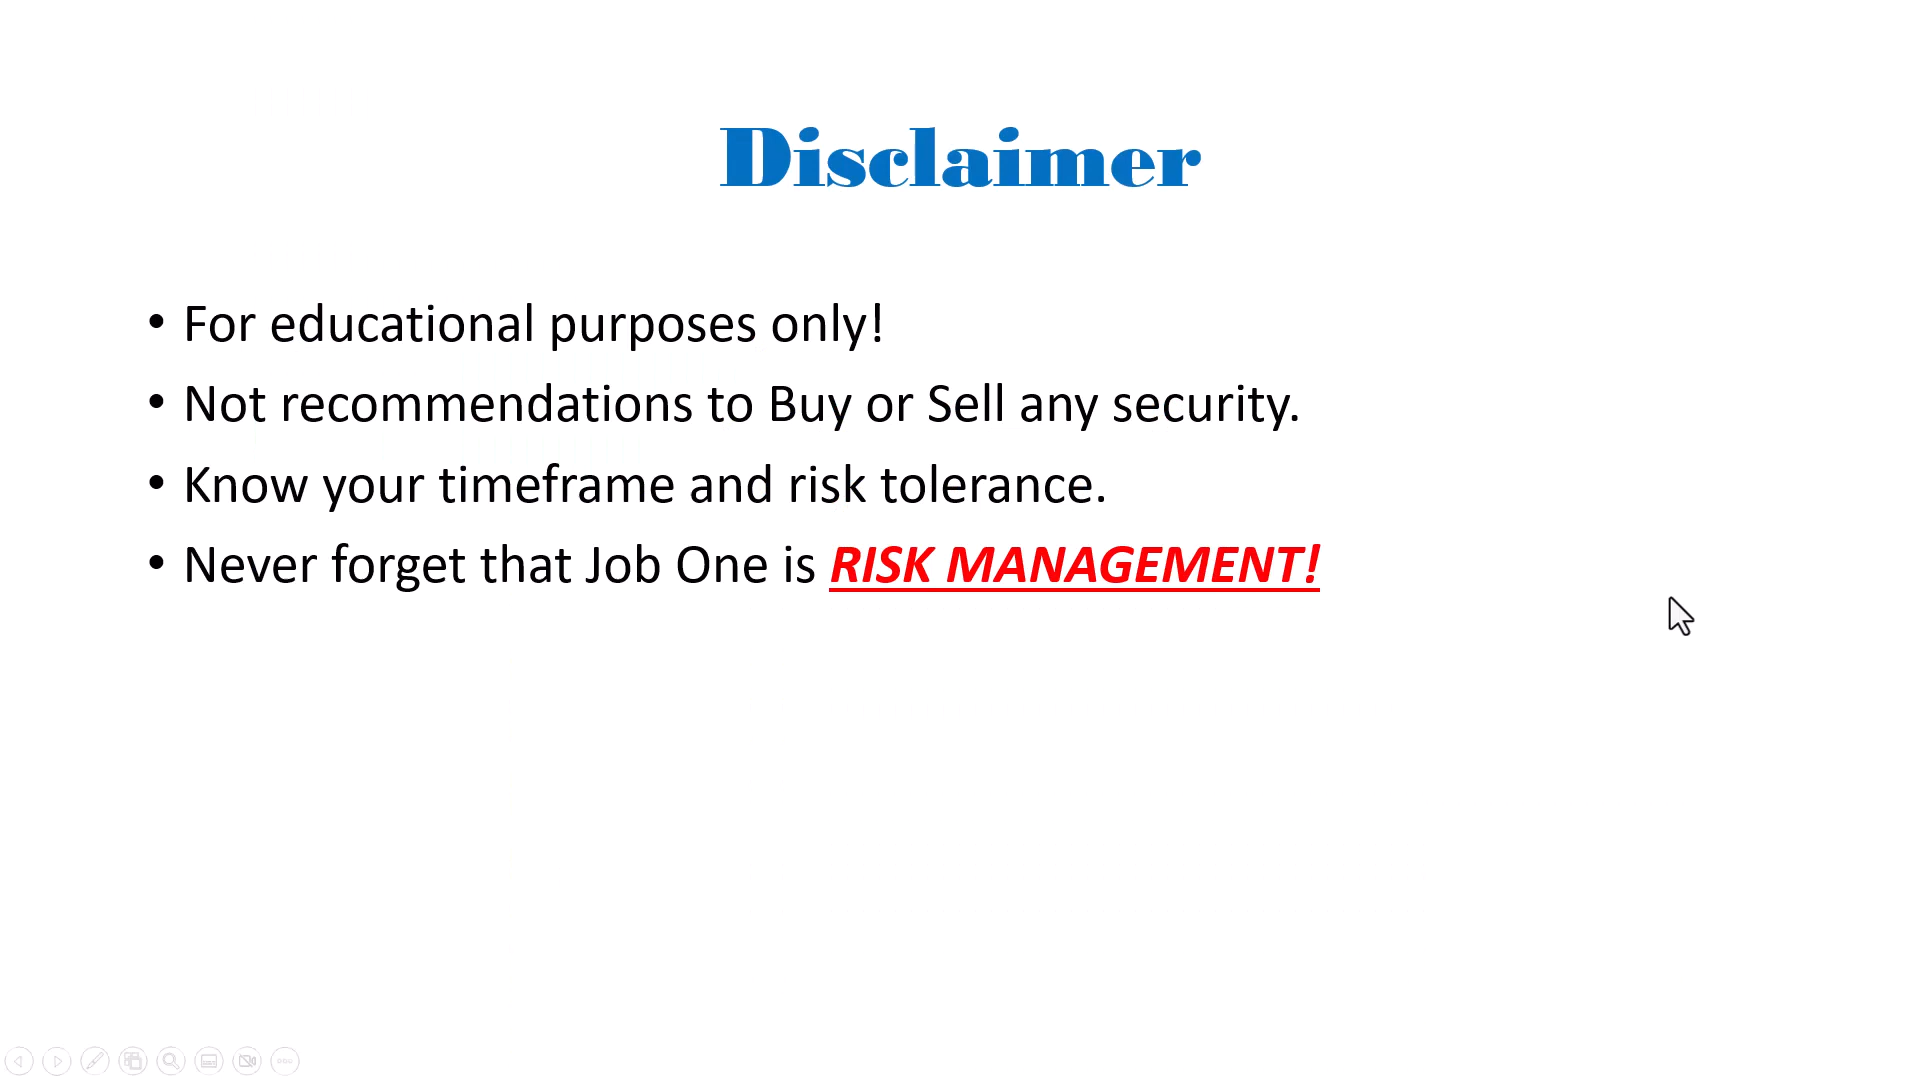 Disclaimer
• For educational purposes only!
• Not recommendations to Buy or Sell any security.
• Know your timeframe and risk tolerance.
• Never forget that Job One is RISK MANAGEMENT!